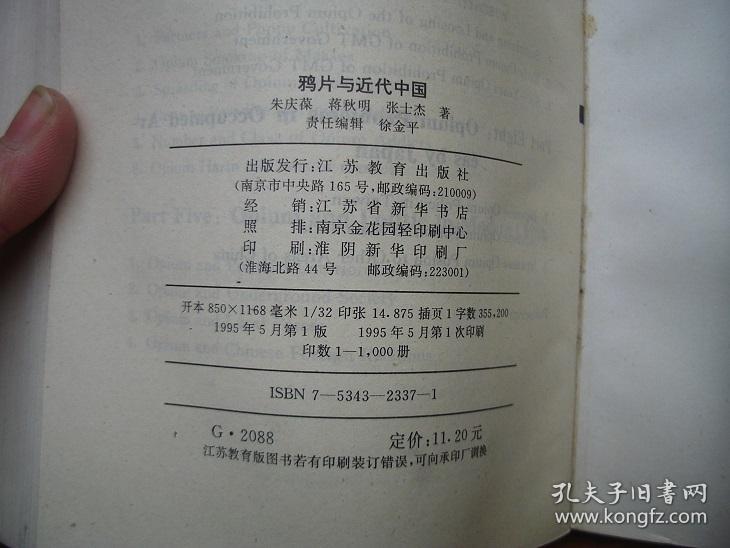 鸦片与近代中国
朱庆葆 蒋秋明 张士杰 著
责任编辑 徐金平
出版发行:江苏教育出版社
(南京市中央路165号,邮政编码:210009)
经 销:江苏省新华书店
照 排:南京金花园轻印刷中心
印 刷:淮阴新华印刷厂
(淮海北路44号 邮政编码:223001)
开本 850×1168 毫米 1/32 印张 14.875 插页 1 字数 355,200
1995年5月第1版 1995年5月第1次印刷
印数 1—1,000 册
ISBN 7—5343—2337—1
G·2088 定价:11.20元
江苏教育版图书若有印刷装订错误,可向承印厂调换
孔夫子旧书网
www.kongfz.com